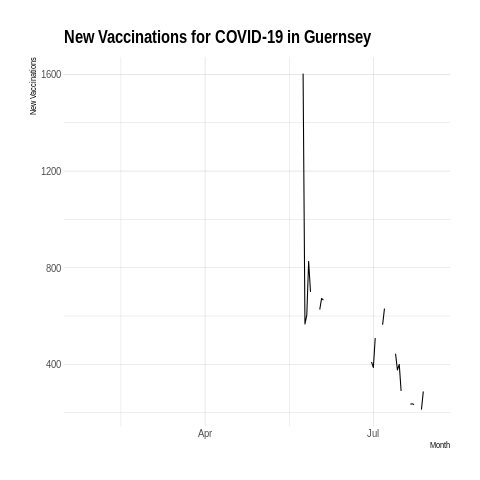 New Vaccinations for COVID-19 in Guernsey
New Vaccinations
1600
1200
800
400
Apr
Jul
Month